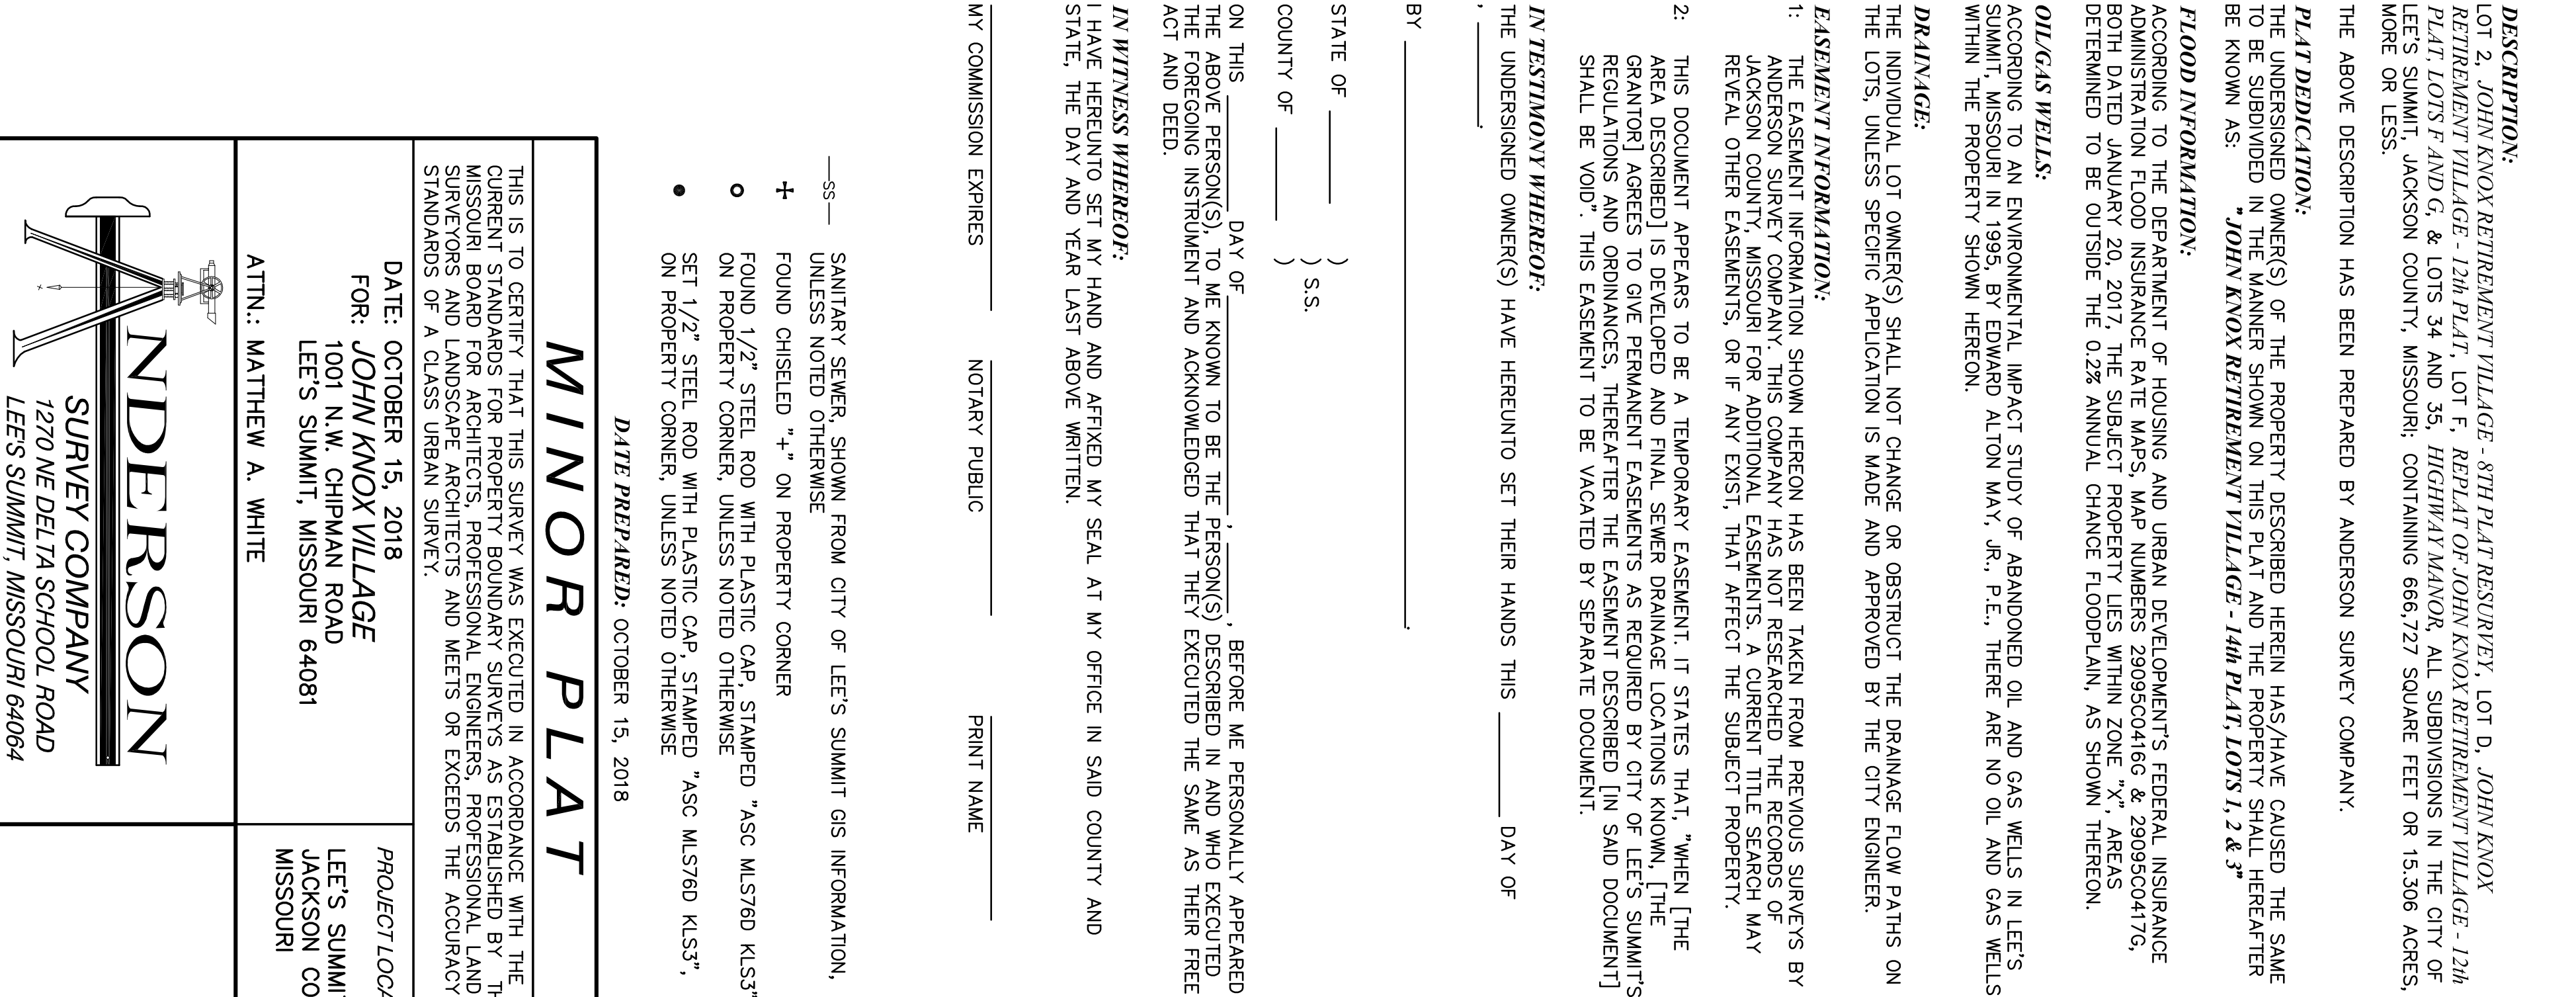 DESCRIPTION:
LOT 2, JOHN KNOX RETIREMENT VILLAGE - 8TH PLAT RESURVEY, LOT D, JOHN KNOX
RETIREMENT VILLAGE - 12th PLAT, LOT F, REPLAT OF JOHN KNOX RETIREMENT VILLAGE - 12th
PLAT, LOTS F AND G, & LOTS 34 AND 35, HIGHWAY MANOR, ALL SUBDIVISIONS IN THE CITY OF
LEE'S SUMMIT, JACKSON COUNTY, MISSOURI; CONTAINING 666,727 SQUARE FEET OR 15.306 ACRES,
MORE OR LESS.
THE ABOVE DESCRIPTION HAS BEEN PREPARED BY ANDERSON SURVEY COMPANY.
PLAT DEDICATION:
THE UNDERSIGNED OWNER(S) OF THE PROPERTY DESCRIBED HEREIN HAS/HAVE CAUSED THE SAME
TO BE SUBDIVIDED IN THE MANNER SHOWN ON THIS PLAT AND THE PROPERTY SHALL HEREAFTER
BE KNOWN AS: "JOHN KNOX RETIREMENT VILLAGE - 14th PLAT, LOTS 1, 2 & 3"
FLOOD INFORMATION:
ACCORDING TO THE DEPARTMENT OF HOUSING AND URBAN DEVELOPMENT'S FEDERAL INSURANCE
ADMINISTRATION FLOOD INSURANCE RATE MAPS, MAP NUMBERS 29095C0416G & 29095C0417G,
BOTH DATED JANUARY 20, 2017, THE SUBJECT PROPERTY LIES WITHIN ZONE "X", AREAS
DETERMINED TO BE OUTSIDE THE 0.2% ANNUAL CHANCE FLOODPLAIN, AS SHOWN THEREON.
OIL/GAS WELLS:
ACCORDING TO AN ENVIRONMENTAL IMPACT STUDY OF ABANDONED OIL AND GAS WELLS IN LEE'S
SUMMIT, MISSOURI IN 1995, BY EDWARD ALTON MAY, JR., P.E., THERE ARE NO OIL AND GAS WELLS
WITHIN THE PROPERTY SHOWN HEREON.
DRAINAGE:
THE INDIVIDUAL LOT OWNER(S) SHALL NOT CHANGE OR OBSTRUCT THE DRAINAGE FLOW PATHS ON
THE LOTS, UNLESS SPECIFIC APPLICATION IS MADE AND APPROVED BY THE CITY ENGINEER.
EASEMENT INFORMATION:
1: THE EASEMENT INFORMATION SHOWN HEREON HAS BEEN TAKEN FROM PREVIOUS SURVEYS BY
ANDERSON SURVEY COMPANY. THIS COMPANY HAS NOT RESEARCHED THE RECORDS OF
JACKSON COUNTY, MISSOURI FOR ADDITIONAL EASEMENTS. A CURRENT TITLE SEARCH MAY
REVEAL OTHER EASEMENTS, OR IF ANY EXIST, THAT AFFECT THE SUBJECT PROPERTY.
2: THIS DOCUMENT APPEARS TO BE A TEMPORARY EASEMENT. IT STATES THAT, "WHEN [THE
AREA DESCRIBED] IS DEVELOPED AND FINAL SEWER DRAINAGE LOCATIONS KNOWN, [THE
GRANTOR] AGREES TO GIVE PERMANENT EASEMENTS AS REQUIRED BY CITY OF LEE'S SUMMIT'S
REGULATIONS AND ORDINANCES, THEREAFTER THE EASEMENT DESCRIBED [IN SAID DOCUMENT]
SHALL BE VOID". THIS EASEMENT TO BE VACATED BY SEPARATE DOCUMENT.
IN TESTIMONY WHEREOF:
THE UNDERSIGNED OWNER(S) HAVE HEREUNTO SET THEIR HANDS THIS ________ DAY OF
, ________.
BY ________.
STATE OF ________ )
) S.S.
COUNTY OF ________ )
ON THIS ________ DAY OF ________, ________, BEFORE ME PERSONALLY APPEARED
THE ABOVE PERSON(S), TO ME KNOWN TO BE THE PERSON(S) DESCRIBED IN AND WHO EXECUTED
THE FOREGOING INSTRUMENT AND ACKNOWLEDGED THAT THEY EXECUTED THE SAME AS THEIR FREE
ACT AND DEED.
IN WITNESS WHEREOF:
I HAVE HEREUNTO SET MY HAND AND AFFIXED MY SEAL AT MY OFFICE IN SAID COUNTY AND
STATE, THE DAY AND YEAR LAST ABOVE WRITTEN.
MY COMMISSION EXPIRES NOTARY PUBLIC PRINT NAME
—SS— SANITARY SEWER, SHOWN FROM CITY OF LEE'S SUMMIT GIS INFORMATION,
UNLESS NOTED OTHERWISE
FOUND CHISELED "+" ON PROPERTY CORNER
FOUND 1/2" STEEL ROD WITH PLASTIC CAP, STAMPED "ASC MLS76D KLS3"
ON PROPERTY CORNER, UNLESS NOTED OTHERWISE
SET 1/2" STEEL ROD WITH PLASTIC CAP, STAMPED "ASC MLS76D KLS3",
ON PROPERTY CORNER, UNLESS NOTED OTHERWISE
DATE PREPARED: OCTOBER 15, 2018
MINOR PLAT
THIS IS TO CERTIFY THAT THIS SURVEY WAS EXECUTED IN ACCORDANCE WITH THE
CURRENT STANDARDS FOR PROPERTY BOUNDARY SURVEYS AS ESTABLISHED BY TH
MISSOURI BOARD FOR ARCHITECTS, PROFESSIONAL ENGINEERS, PROFESSIONAL LAND
SURVEYORS AND LANDSCAPE ARCHITECTS AND MEETS OR EXCEEDS THE ACCURACY
STANDARDS OF A CLASS URBAN SURVEY.
DATE: OCTOBER 15, 2018
FOR: JOHN KNOX VILLAGE
1001 N.W. CHIPMAN ROAD
LEE'S SUMMIT, MISSOURI 64081
ATTN.: MATTHEW A. WHITE
PROJECT LOCA
LEE'S SUMMI
JACKSON CO
MISSOURI
ANDERSON
SURVEY COMPANY
1270 NE DELTA SCHOOL ROAD
LEE'S SUMMIT, MISSOURI 64064